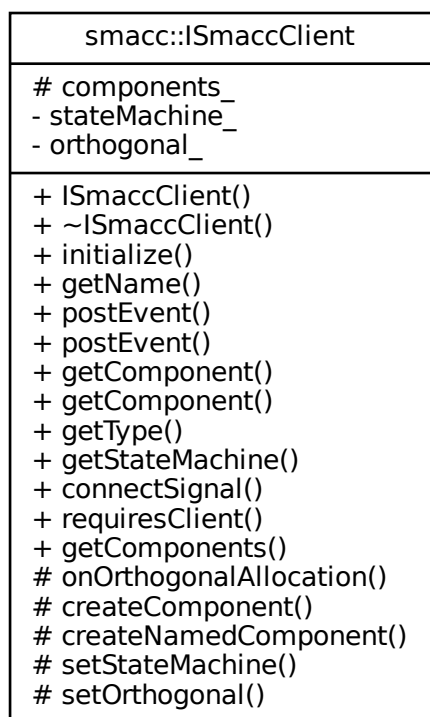 smacc::ISmaccClient
# components_
- stateMachine_
- orthogonal_
+ ISmaccClient()
+ ~ISmaccClient()
+ initialize()
+ getName()
+ postEvent()
+ postEvent()
+ getComponent()
+ getComponent()
+ getType()
+ getStateMachine()
+ connectSignal()
+ requiresClient()
+ getComponents()
# onOrthogonalAllocation()
# createComponent()
# createNamedComponent()
# setStateMachine()
# setOrthogonal()